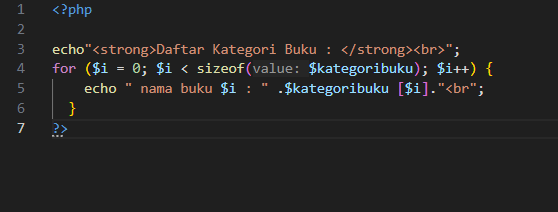 1 <?php
2
3 echo"<strong>Daftar Kategori Buku : </strong><br>";
4 for ($i = 0; $i < sizeof(value: $kategoribuku); $i++) {
5 echo " nama buku $i : " .$kategoribuku [$i]."<br";
6 }
7 ?>